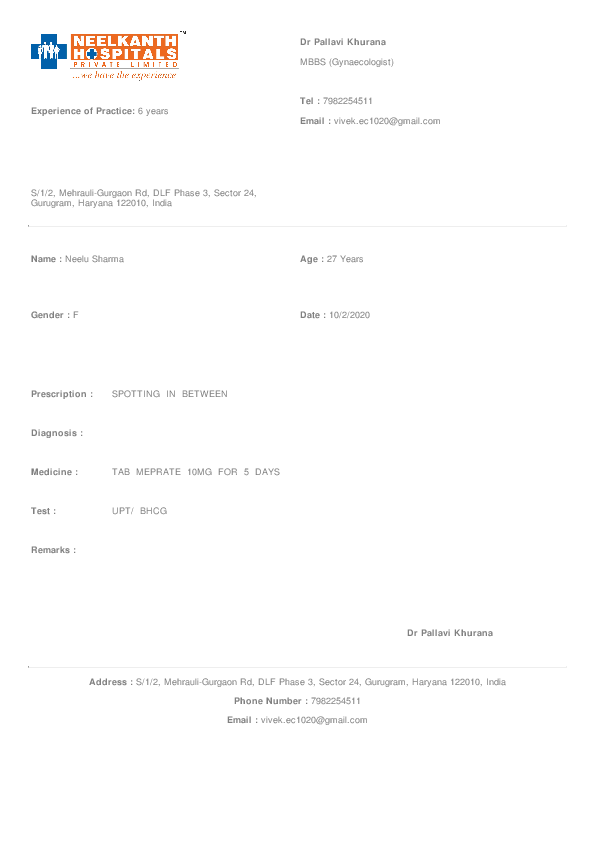 NEELKANTH
HOSPITALS
PRIVATE LIMITED
™
...we have the experience
Dr Pallavi Khurana
MBBS (Gynaecologist)
Tel : 7982254511
Experience of Practice: 6 years
Email : vivek.ec1020@gmail.com
S/1/2, Mehrauli-Gurgaon Rd, DLF Phase 3, Sector 24,
Gurugram, Haryana 122010, India
Name : Neelu Sharma
Age : 27 Years
Gender : F
Date : 10/2/2020
Prescription : SPOTTING IN BETWEEN
Diagnosis :
Medicine : TAB MEPRATE 10MG FOR 5 DAYS
Test : UPT/ BHCG
Remarks :
Dr Pallavi Khurana
Address : S/1/2, Mehrauli-Gurgaon Rd, DLF Phase 3, Sector 24, Gurugram, Haryana 122010, India
Phone Number : 7982254511
Email : vivek.ec1020@gmail.com